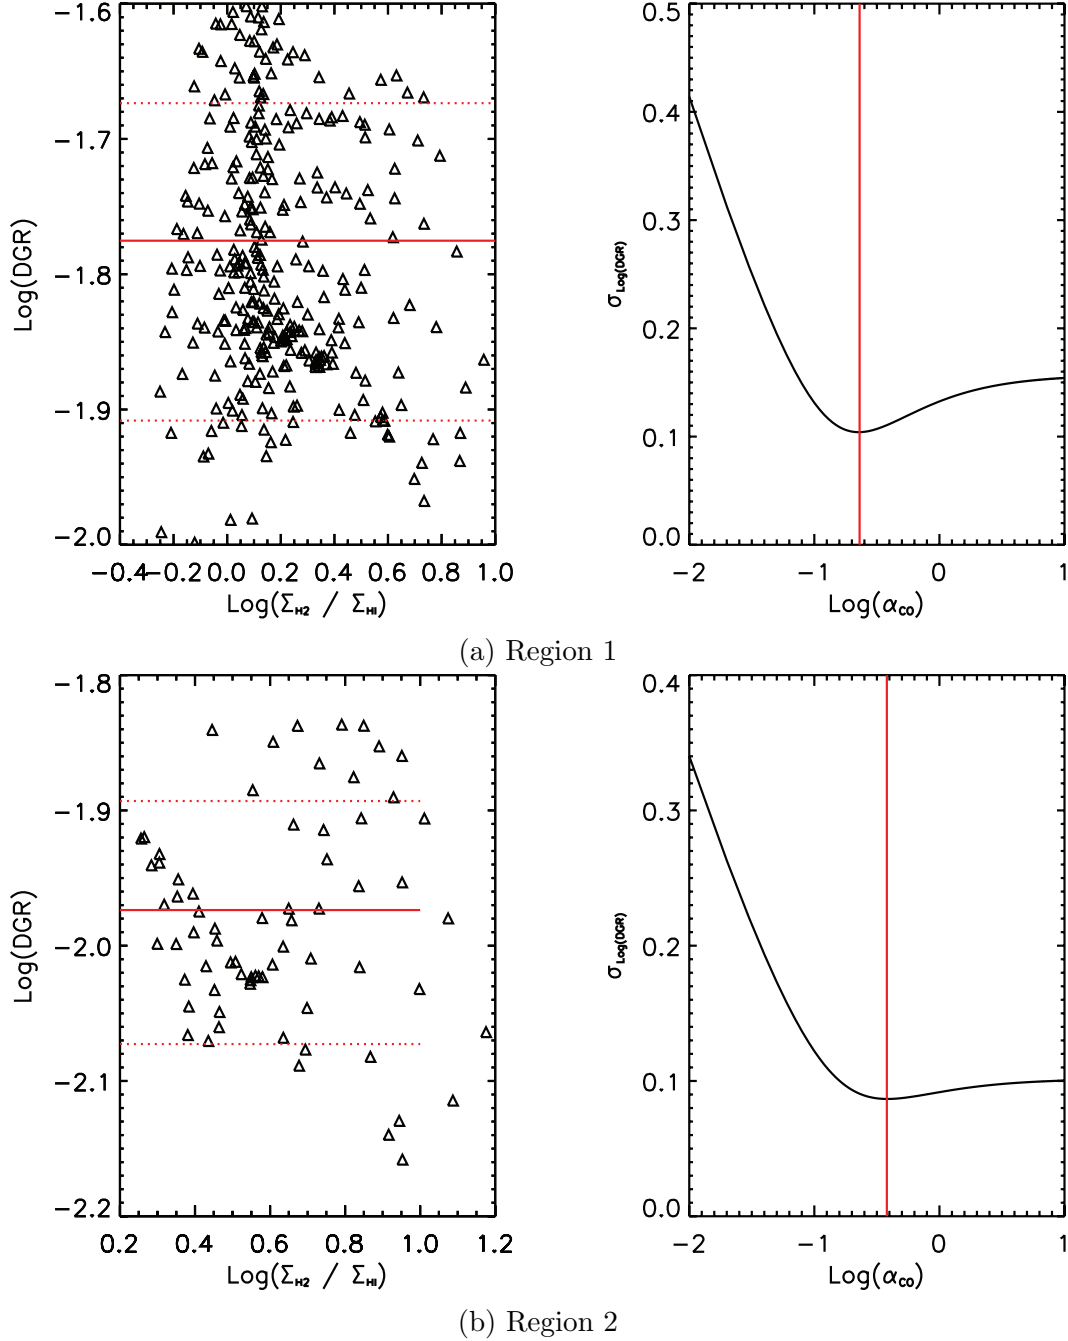 −1.6
−1.7
−1.8
−1.9
−2.0
Log(DGR)
−0.4 −0.2 0.0 0.2 0.4 0.6 0.8 1.0
Log(Σ_H2 / Σ_HI)
0.5
0.4
0.3
0.2
0.1
0.0
σ_Log(DGR)
−2 −1 0 1
Log(α_CO)
(a) Region 1
−1.8
−1.9
−2.0
−2.1
−2.2
Log(DGR)
0.2 0.4 0.6 0.8 1.0 1.2
Log(Σ_H2 / Σ_HI)
0.4
0.3
0.2
0.1
0.0
σ_Log(DGR)
−2 −1 0 1
Log(α_CO)
(b) Region 2